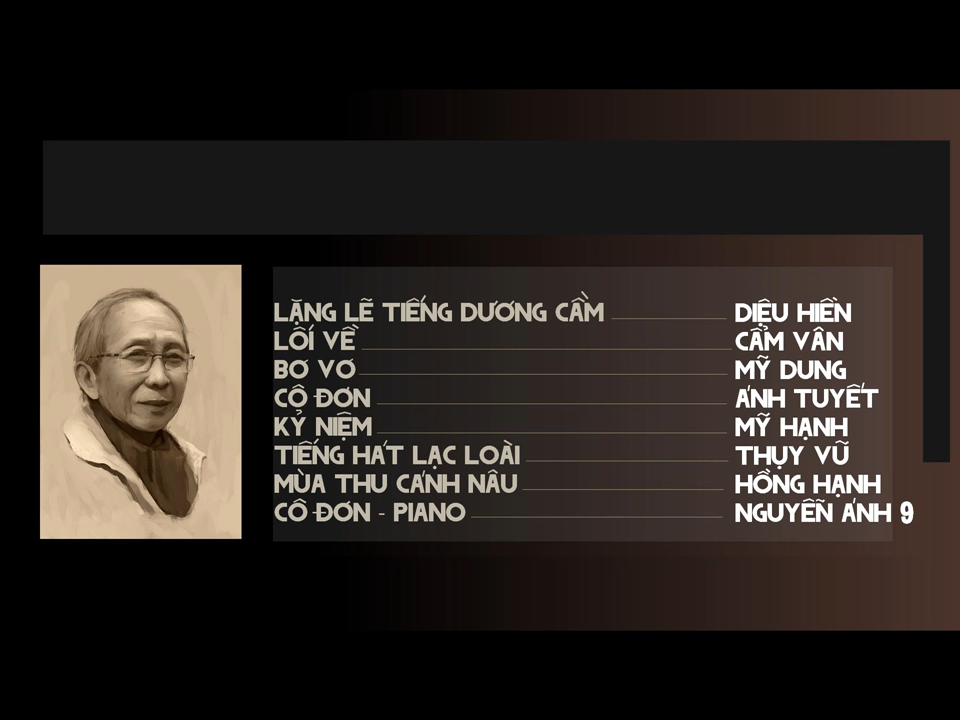 LẶNG LẼ TIẾNG DƯƠNG CẦM DIỆU HIỀN
LỐI VỀ CẨM VÂN
BƠ VƠ MỸ DUNG
CÔ ĐƠN ÁNH TUYẾT
KỶ NIỆM MỸ HẠNH
TIẾNG HÁT LẠC LOÀI THỤY VŨ
MÙA THU CÁNH NÂU HỒNG HẠNH
CÔ ĐƠN - PIANO NGUYỄN ÁNH 9